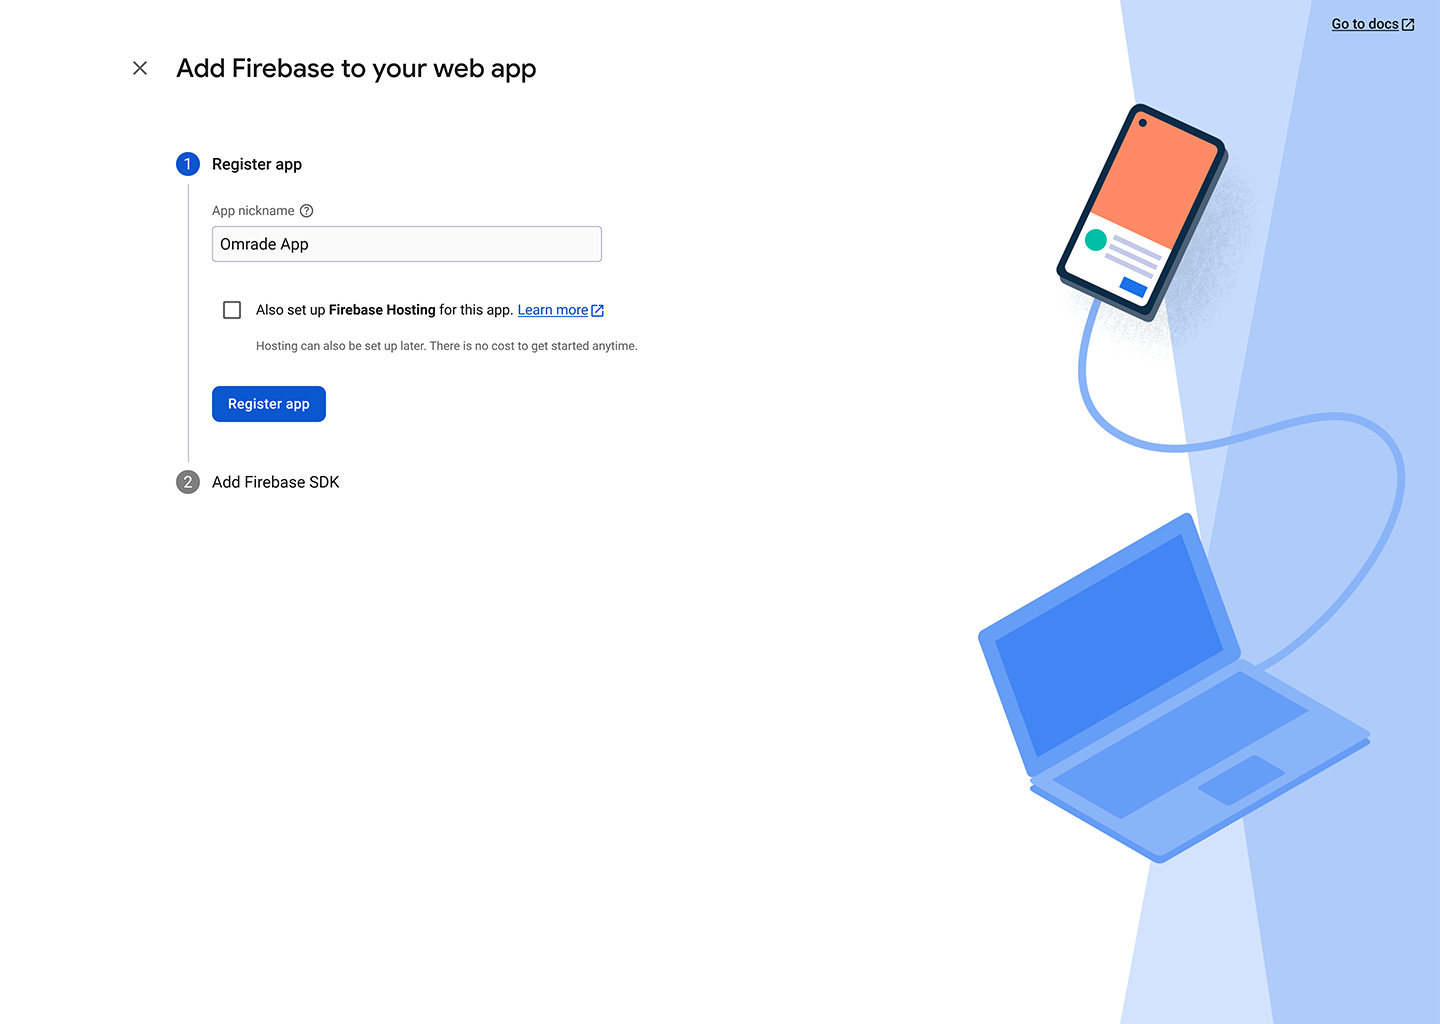 Go to docs
Add Firebase to your web app
1 Register app
App nickname
Omrade App
Also set up Firebase Hosting for this app. Learn more
Hosting can also be set up later. There is no cost to get started anytime.
Register app
2 Add Firebase SDK